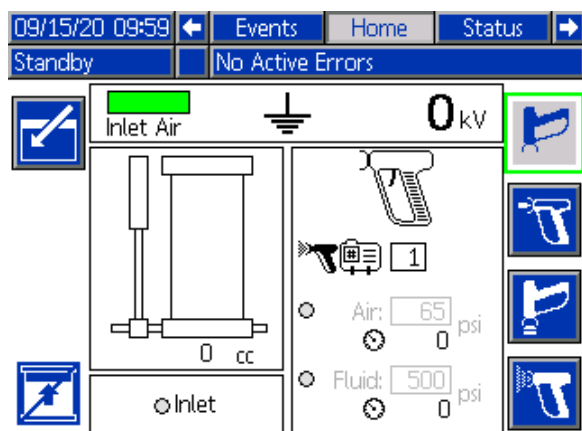 09/15/20 09:59 Events Home Status
Standby No Active Errors
Inlet Air 0 kV
# 1
Air: 65 psi
0
0 cc
Fluid: 500 psi
0
Inlet